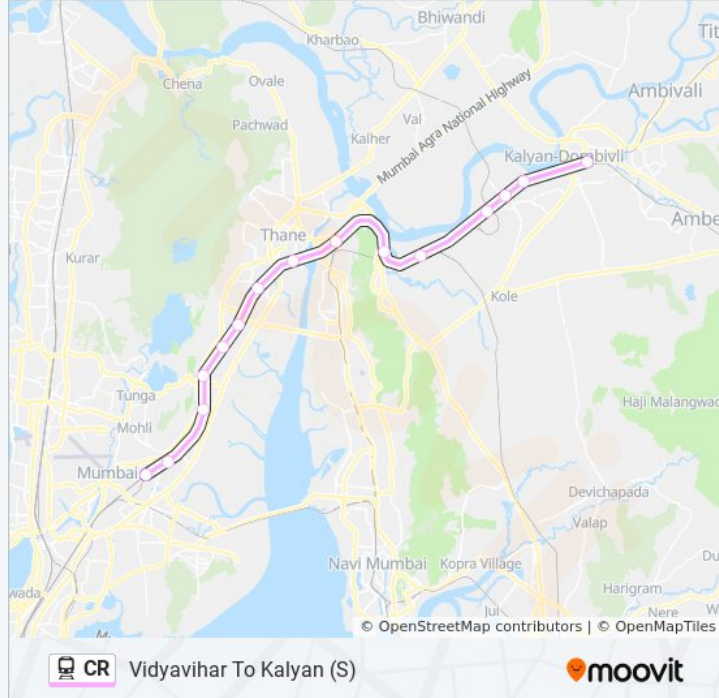 Bhiwandi
Kharbao
Tit
Chena
Ovale
Ambivali
Pachwad
Val
Kalher
Mumbai Agra National Highway
Kalyan-Dombivli
Thane
Ambe
Kurar
Kole
Tunga
Haji Malangwad
Mohli
Mumbai
Devichapada
Valap
Navi Mumbai
Kopra Village
Du
wada
Harigram
Jui
Nere
W
© OpenStreetMap contributors | © OpenMapTiles
CR
Vidyavihar To Kalyan (S)
moovit